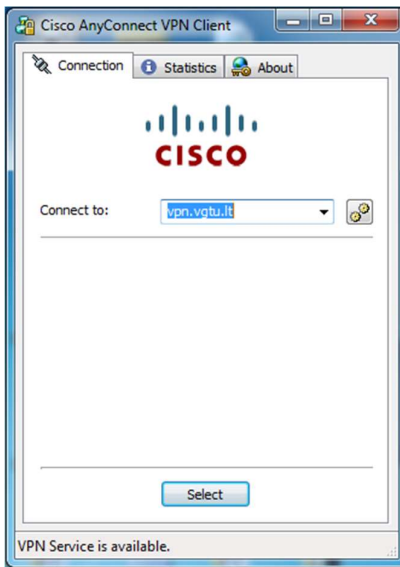 Cisco AnyConnect VPN Client
Connection Statistics About
CISCO
Connect to: vpn.vgtu.lt
Select
VPN Service is available.